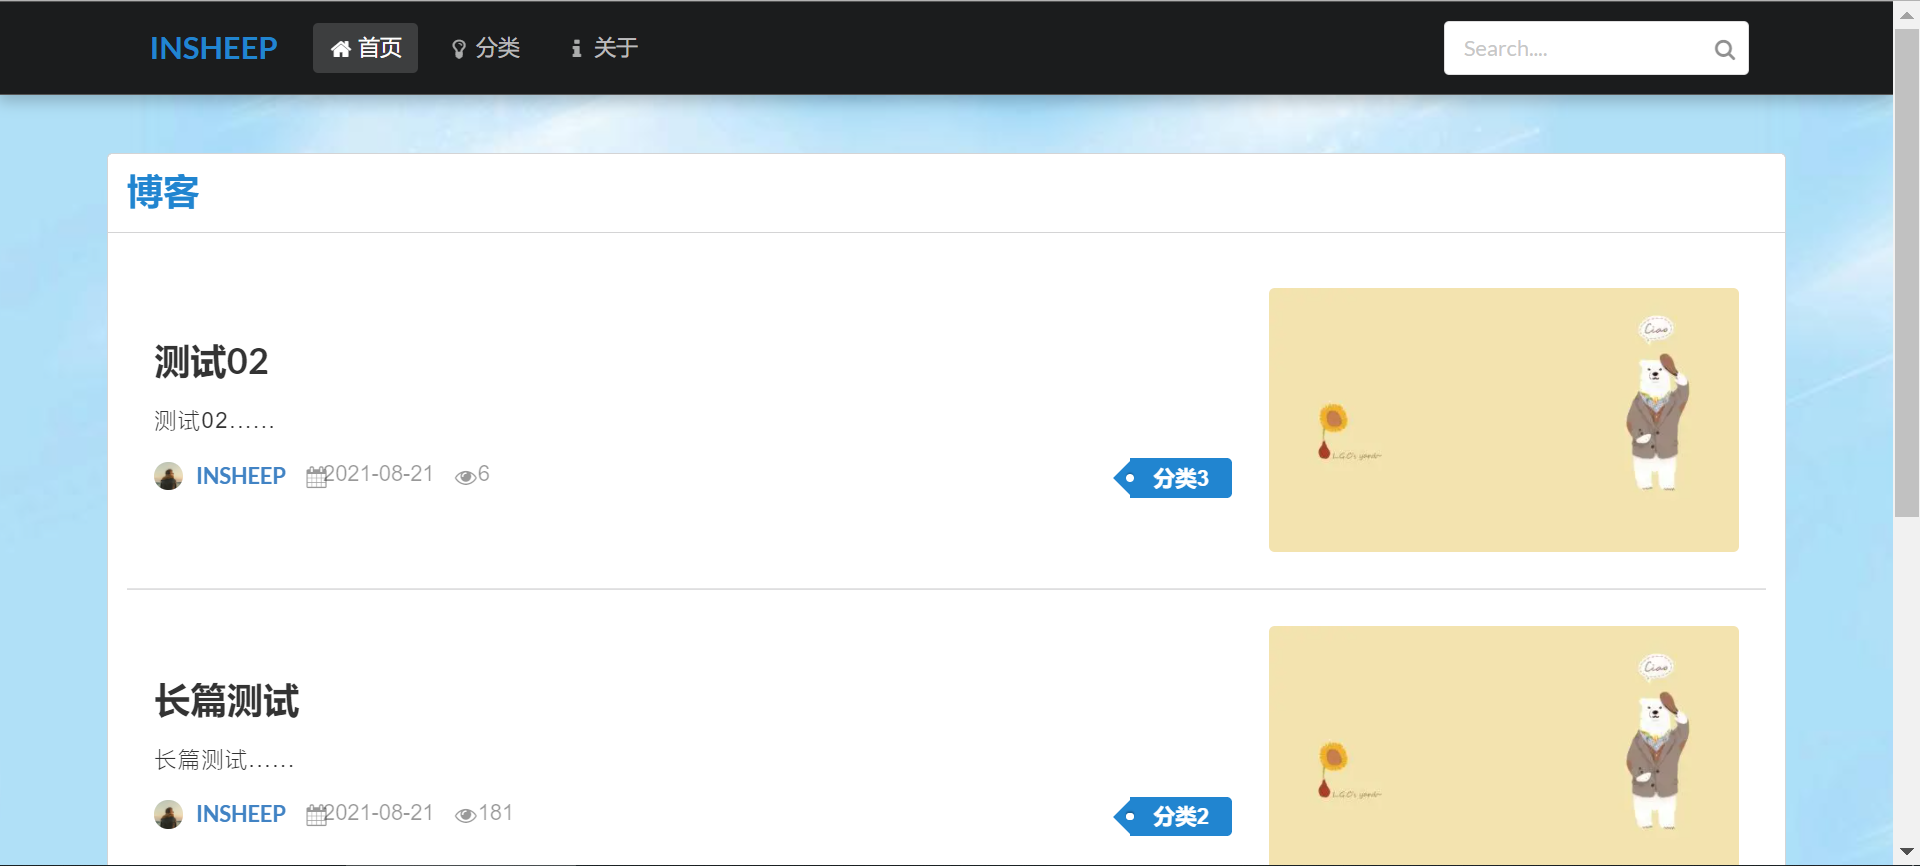 INSHEEP 首页 分类 关于 Search....
博客
测试02
测试02……
INSHEEP 2021-08-21 6
分类3
Ciao
长篇测试
长篇测试……
INSHEEP 2021-08-21 181
分类2
Ciao